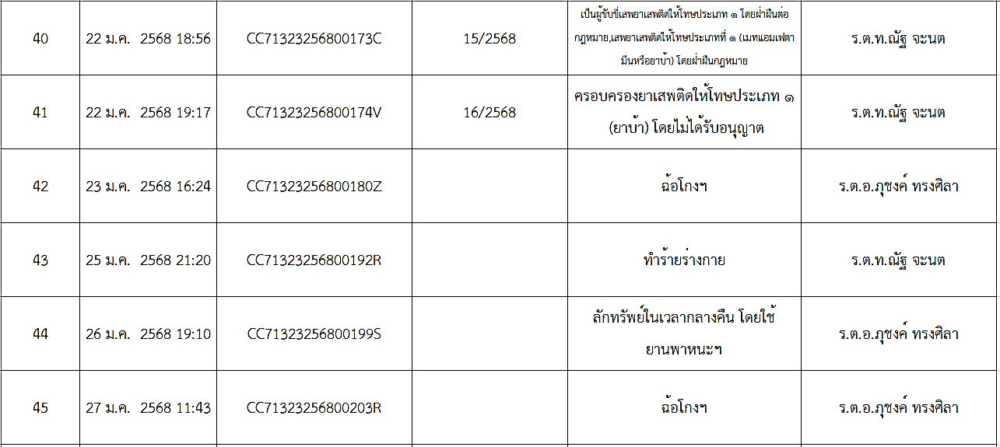 40 22 ม.ค. 2568 18:56 CC71323256800173C 15/2568 เป็นผู้ขับขี่เสพยาเสพติดให้โทษประเภท ๑ โดยฝ่าฝืนต่อ
กฎหมาย,เสพยาเสพติดให้โทษประเภทที่ ๑ (เมทแอมเฟตา
มีนหรือยาบ้า) โดยฝ่าฝืนกฎหมาย ร.ต.ท.ณัฐ จะนต
41 22 ม.ค. 2568 19:17 CC71323256800174V 16/2568 ครอบครองยาเสพติดให้โทษประเภท ๑
(ยาบ้า) โดยไม่ได้รับอนุญาต ร.ต.ท.ณัฐ จะนต
42 23 ม.ค. 2568 16:24 CC71323256800180Z ฉ้อโกงฯ ร.ต.อ.ภุชงค์ ทรงศิลา
43 25 ม.ค. 2568 21:20 CC71323256800192R ทำร้ายร่างกาย ร.ต.ท.ณัฐ จะนต
44 26 ม.ค. 2568 19:10 CC71323256800199S ลักทรัพย์ในเวลากลางคืน โดยใช้
ยานพาหนะฯ ร.ต.อ.ภุชงค์ ทรงศิลา
45 27 ม.ค. 2568 11:43 CC71323256800203R ฉ้อโกงฯ ร.ต.อ.ภุชงค์ ทรงศิลา